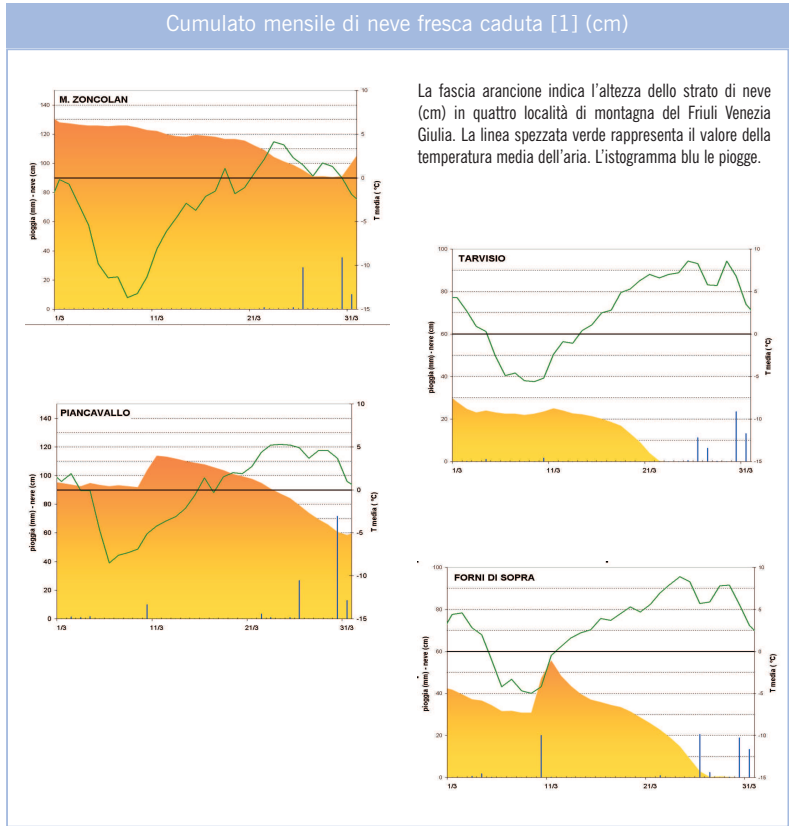 Cumulato mensile di neve fresca caduta [1] (cm)
La fascia arancione indica l'altezza dello strato di neve
(cm) in quattro località di montagna del Friuli Venezia
Giulia. La linea spezzata verde rappresenta il valore della
temperatura media dell'aria. L'istogramma blu le piogge.
M. ZONCOLAN
pioggia (mm) - neve (cm)
140
120
100
80
60
40
20
0
10
5
0
-5
-10
-15
T media (°C)
1/3 11/3 21/3 31/3
TARVISIO
pioggia (mm) - neve (cm)
100
80
60
40
20
0
10
5
0
-5
-10
-15
T media (°C)
1/3 11/3 21/3 31/3
PIANCAVALLO
pioggia (mm) - neve (cm)
140
120
100
80
60
40
20
0
10
5
0
-5
-10
-15
T media (°C)
1/3 11/3 21/3 31/3
FORNI DI SOPRA
pioggia (mm) - neve (cm)
100
80
60
40
20
0
10
5
0
-5
-10
-15
T media (°C)
1/3 11/3 21/3 31/3